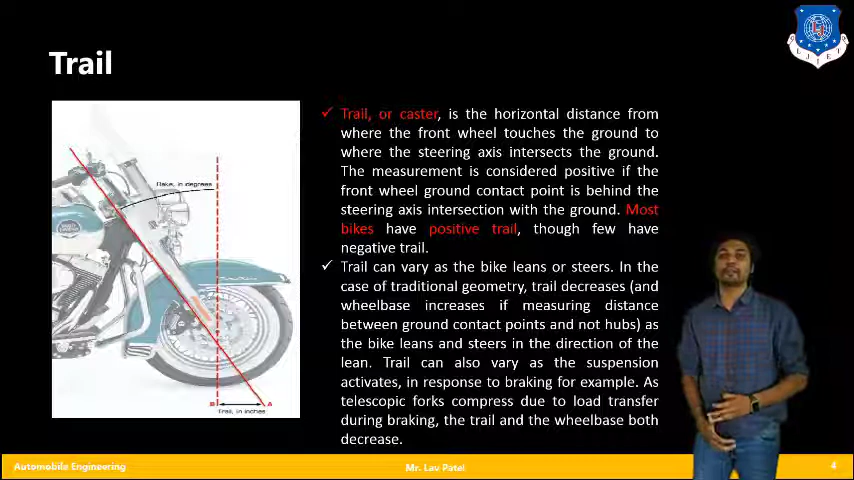 Trail
Rake, in degrees
B
A
Trail, in inches
✓ Trail, or caster, is the horizontal distance from
where the front wheel touches the ground to
where the steering axis intersects the ground.
The measurement is considered positive if the
front wheel ground contact point is behind the
steering axis intersection with the ground. Most
bikes have positive trail, though few have
negative trail.
✓ Trail can vary as the bike leans or steers. In the
case of traditional geometry, trail decreases (and
wheelbase increases if measuring distance
between ground contact points and not hubs) as
the bike leans and steers in the direction of the
lean. Trail can also vary as the suspension
activates, in response to braking for example. As
telescopic forks compress due to load transfer
during braking, the trail and the wheelbase both
decrease.
Automobile Engineering
Mr. Lav Patel
4